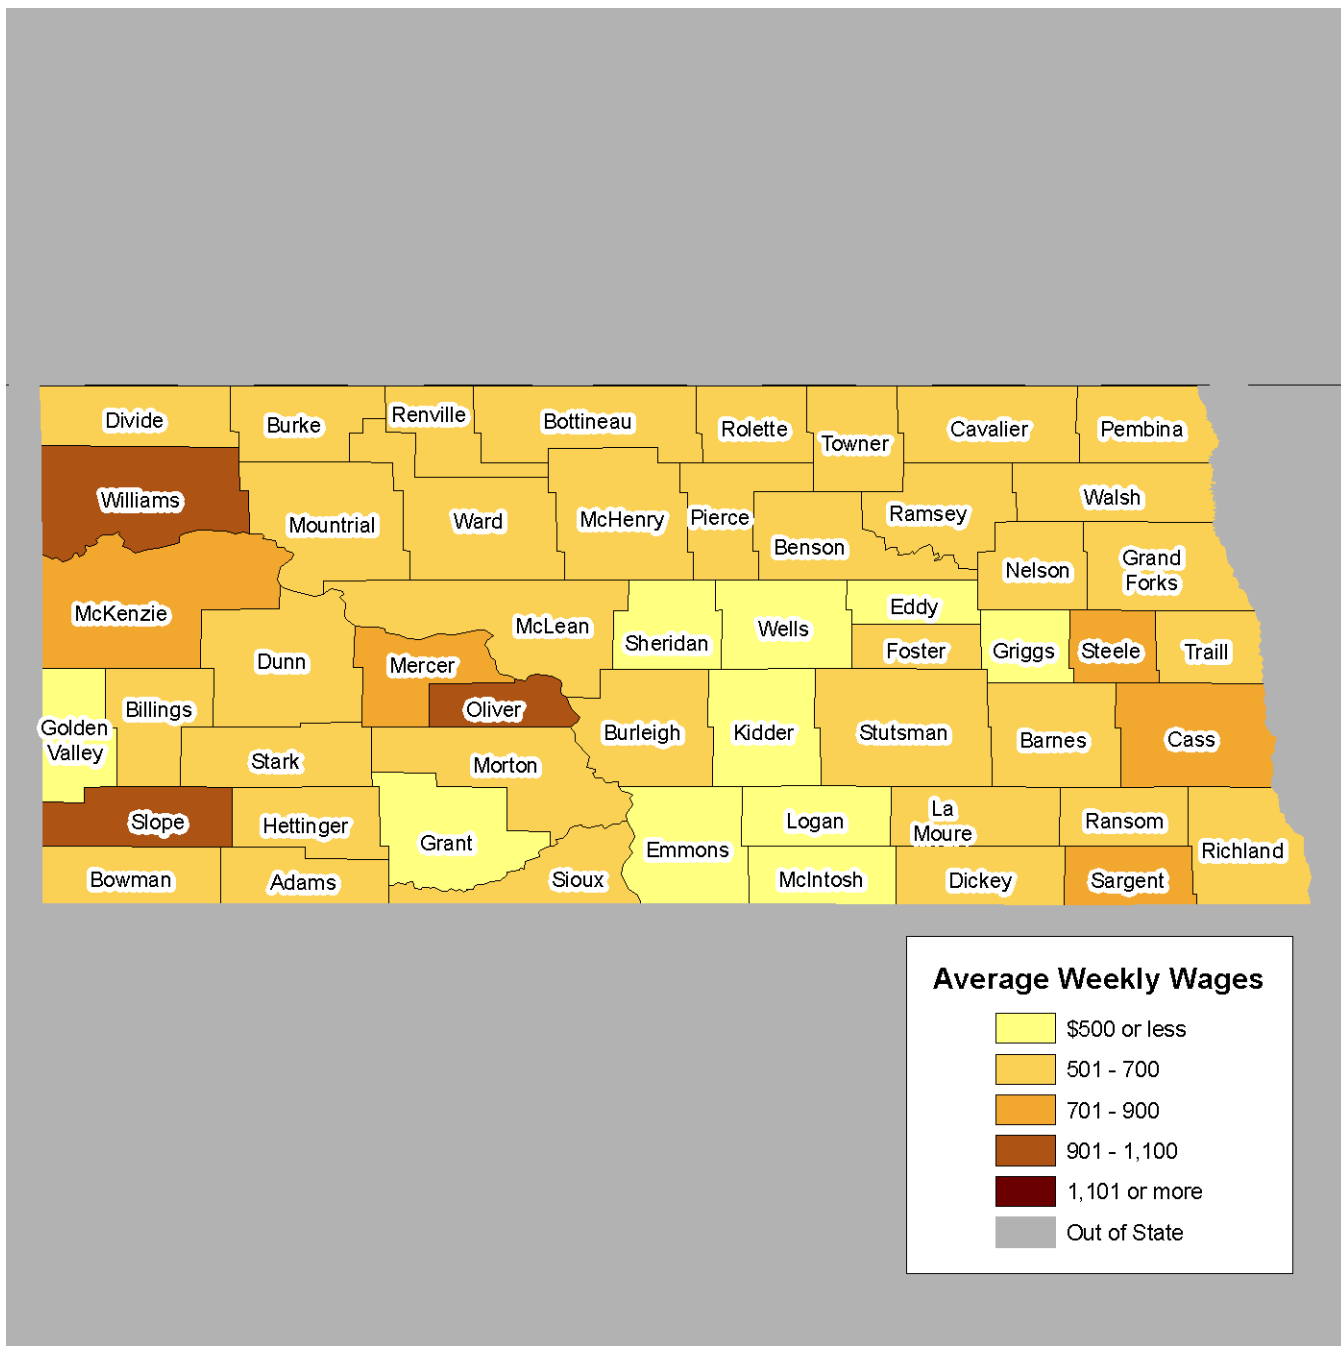 Renville
Divide
Burke
Bottineau
Rolette
Cavalier
Pembina
Towner
Williams
Walsh
Mountrial
Ward
McHenry
Pierce
Ramsey
Benson
Grand
Forks
Nelson
McKenzie
McLean
Eddy
Wells
Sheridan
Foster
Griggs
Steele
Traill
Dunn
Mercer
Billings
Oliver
Golden
Valley
Burleigh
Kidder
Stutsman
Barnes
Cass
Stark
Morton
Slope
Hettinger
Grant
Logan
La
Moure
Ransom
Emmons
Richland
Bowman
Adams
Sioux
McIntosh
Dickey
Sargent
Average Weekly Wages
$500 or less
501 - 700
701 - 900
901 - 1,100
1,101 or more
Out of State